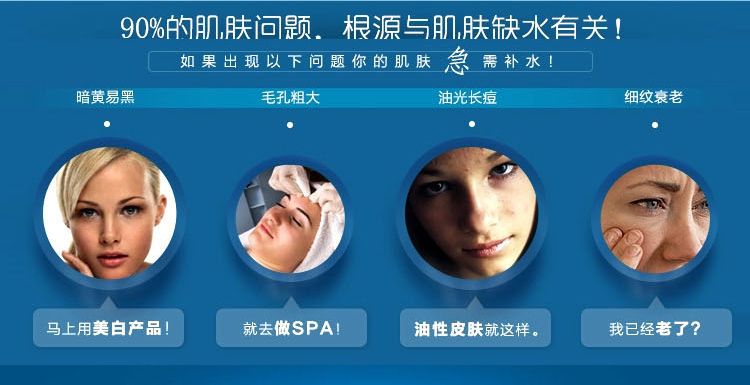 90%的肌肤问题，根源与肌肤缺水有关！
如果出现以下问题你的肌肤急需补水！
暗黄易黑 毛孔粗大 油光长痘 细纹衰老
马上用美白产品！ 就去做SPA！ 油性皮肤就这样。 我已经老了？